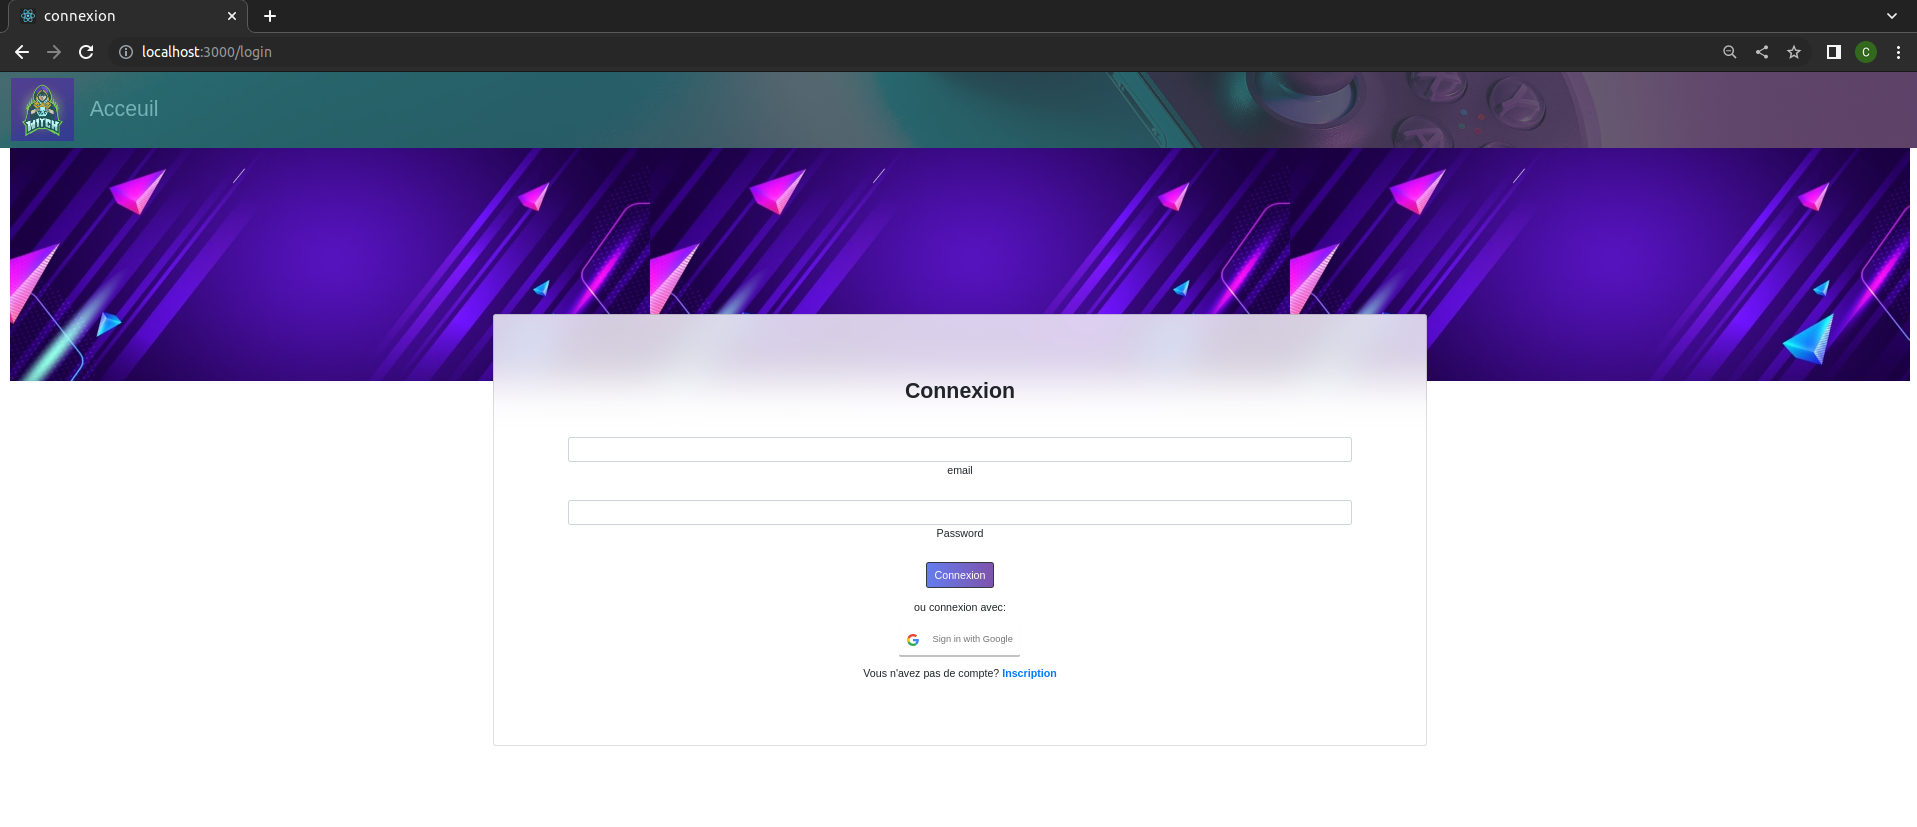 connexion
localhost:3000/login
C
WITCH
Acceuil
Connexion
email
Password
Connexion
ou connexion avec:
Sign in with Google
Vous n'avez pas de compte? Inscription